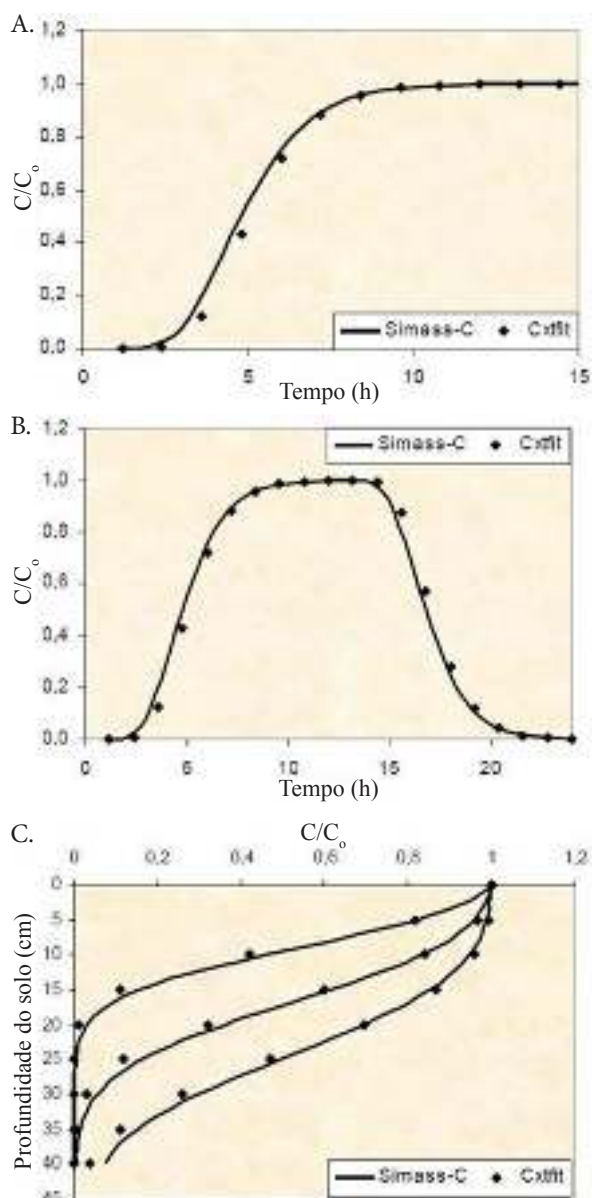 A.
1,2
1,0
0,8
0,6
0,4
0,2
0,0
C/Co
0 5 10 15
Tempo (h)
Simass-C Cxtfit
B.
1,2
1,0
0,8
0,6
0,4
0,2
0,0
C/Co
0 5 10 15 20
Tempo (h)
Simass-C Cxtfit
C.
C/Co
0 0,2 0,4 0,6 0,8 1 1,2
0
5
10
15
20
25
30
35
40
45
Profundidade do solo (cm)
Simass-C Cxtfit